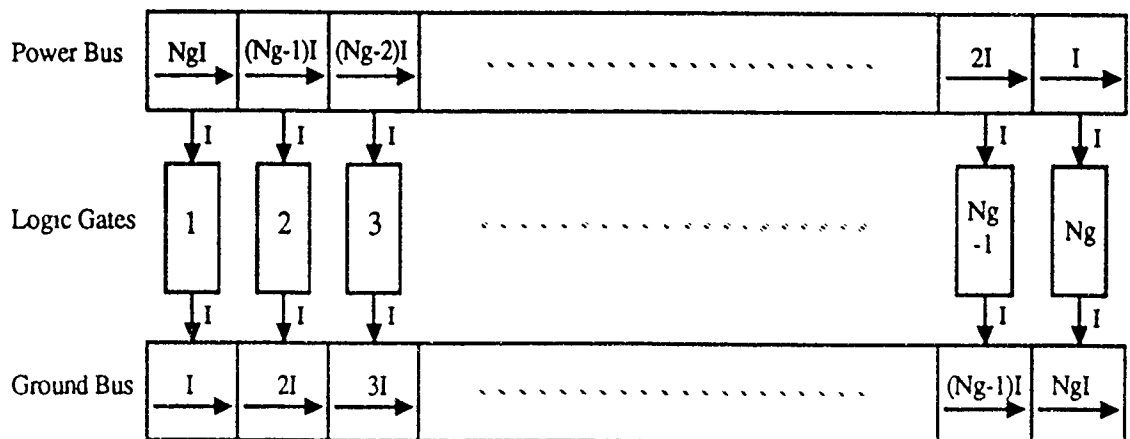 Power Bus NgI (Ng-1)I (Ng-2)I 2I I
I I I I I
Logic Gates 1 2 3 Ng -1 Ng
I I I I I
Ground Bus I 2I 3I (Ng-1)I NgI